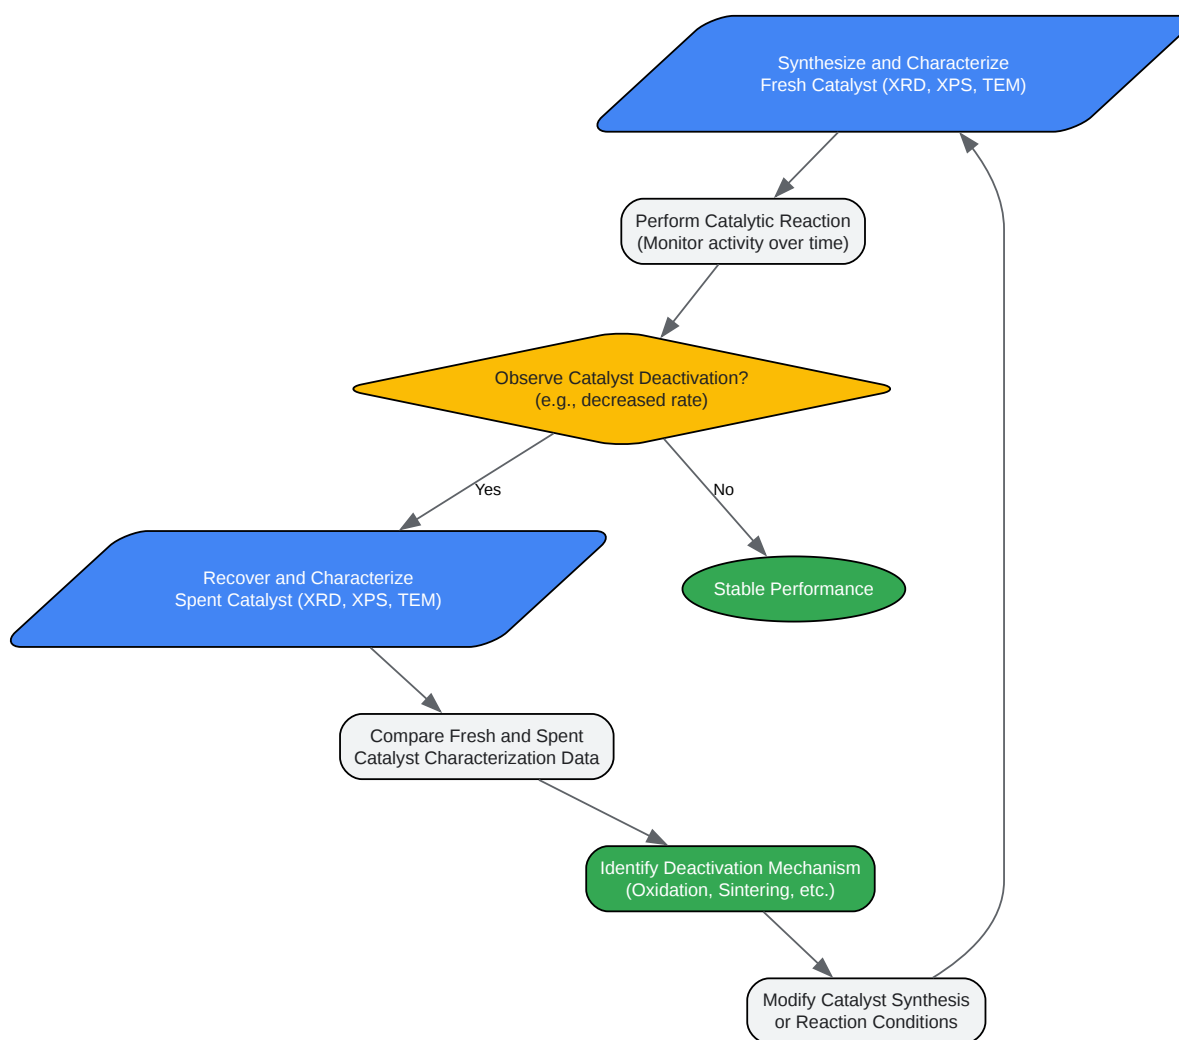 Synthesize and Characterize
Fresh Catalyst (XRD, XPS, TEM)
Perform Catalytic Reaction
(Monitor activity over time)
Observe Catalyst Deactivation?
(e.g., decreased rate)
Yes
No
Recover and Characterize
Spent Catalyst (XRD, XPS, TEM)
Stable Performance
Compare Fresh and Spent
Catalyst Characterization Data
Identify Deactivation Mechanism
(Oxidation, Sintering, etc.)
Modify Catalyst Synthesis
or Reaction Conditions